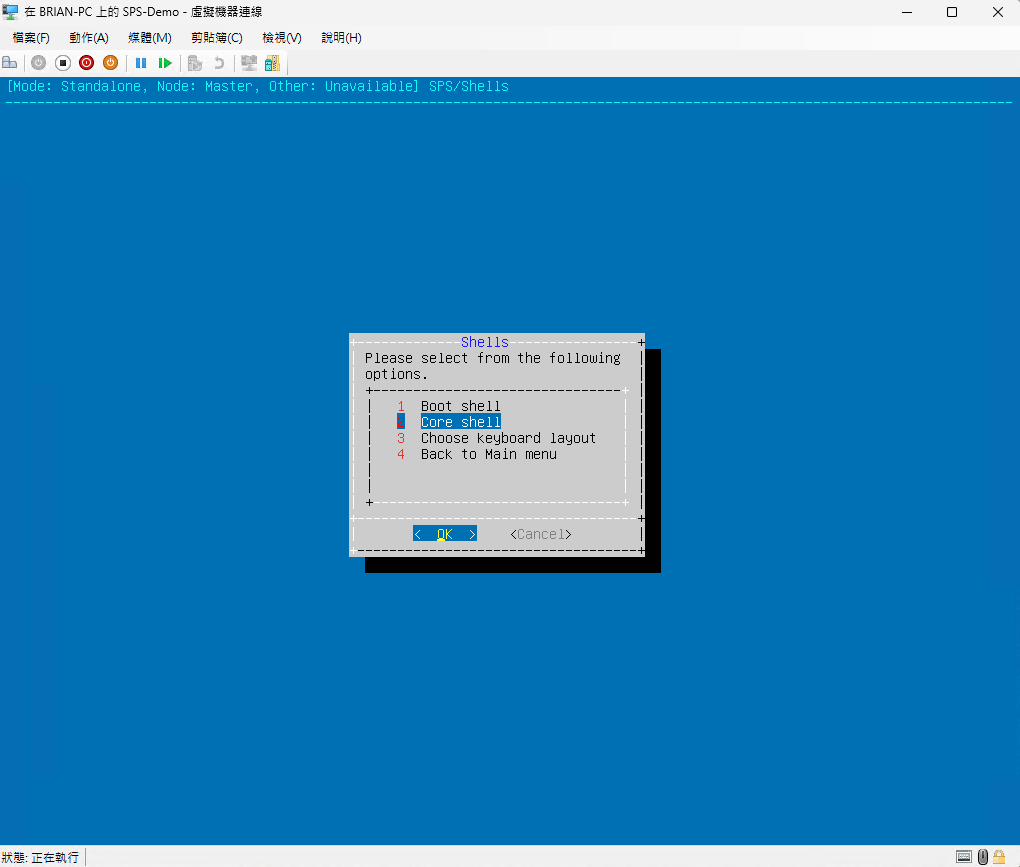 在 BRIAN-PC 上的 SPS-Demo - 虛擬機器連線
檔案(F) 動作(A) 媒體(M) 剪貼簿(C) 檢視(V) 說明(H)
[Mode: Standalone, Node: Master, Other: Unavailable] SPS/Shells
Shells
Please select from the following
options.
1 Boot shell
2 Core shell
3 Choose keyboard layout
4 Back to Main menu
< OK > <Cancel>
狀態: 正在執行